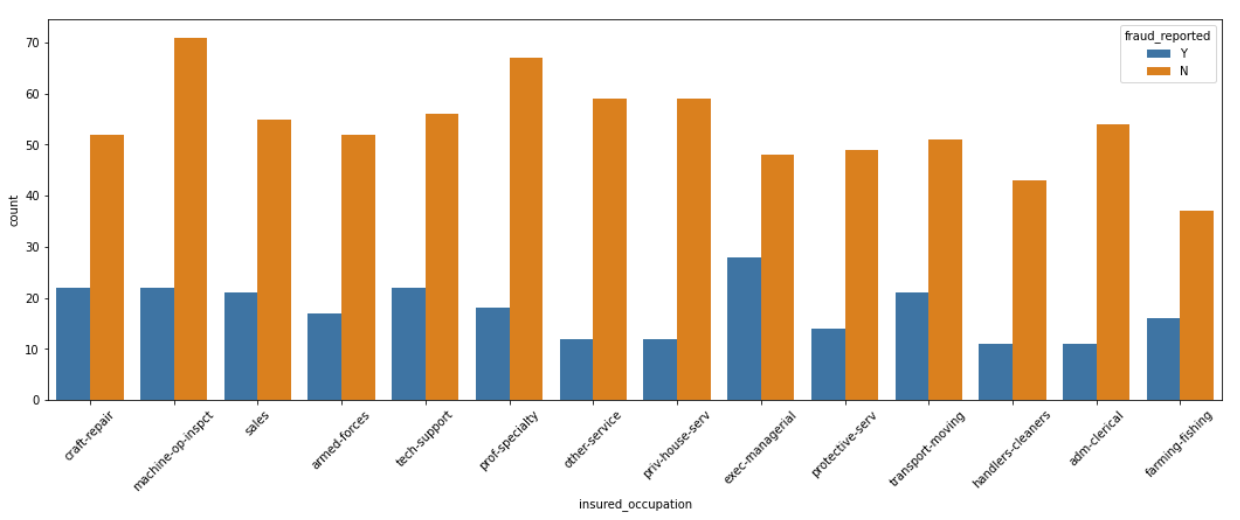 fraud_reported
Y
N
count
70
60
50
40
30
20
10
0
craft-repair
machine-op-inspct
sales
armed-forces
tech-support
prof-specialty
other-service
priv-house-serv
exec-managerial
protective-serv
transport-moving
handlers-cleaners
adm-clerical
farming-fishing
insured_occupation